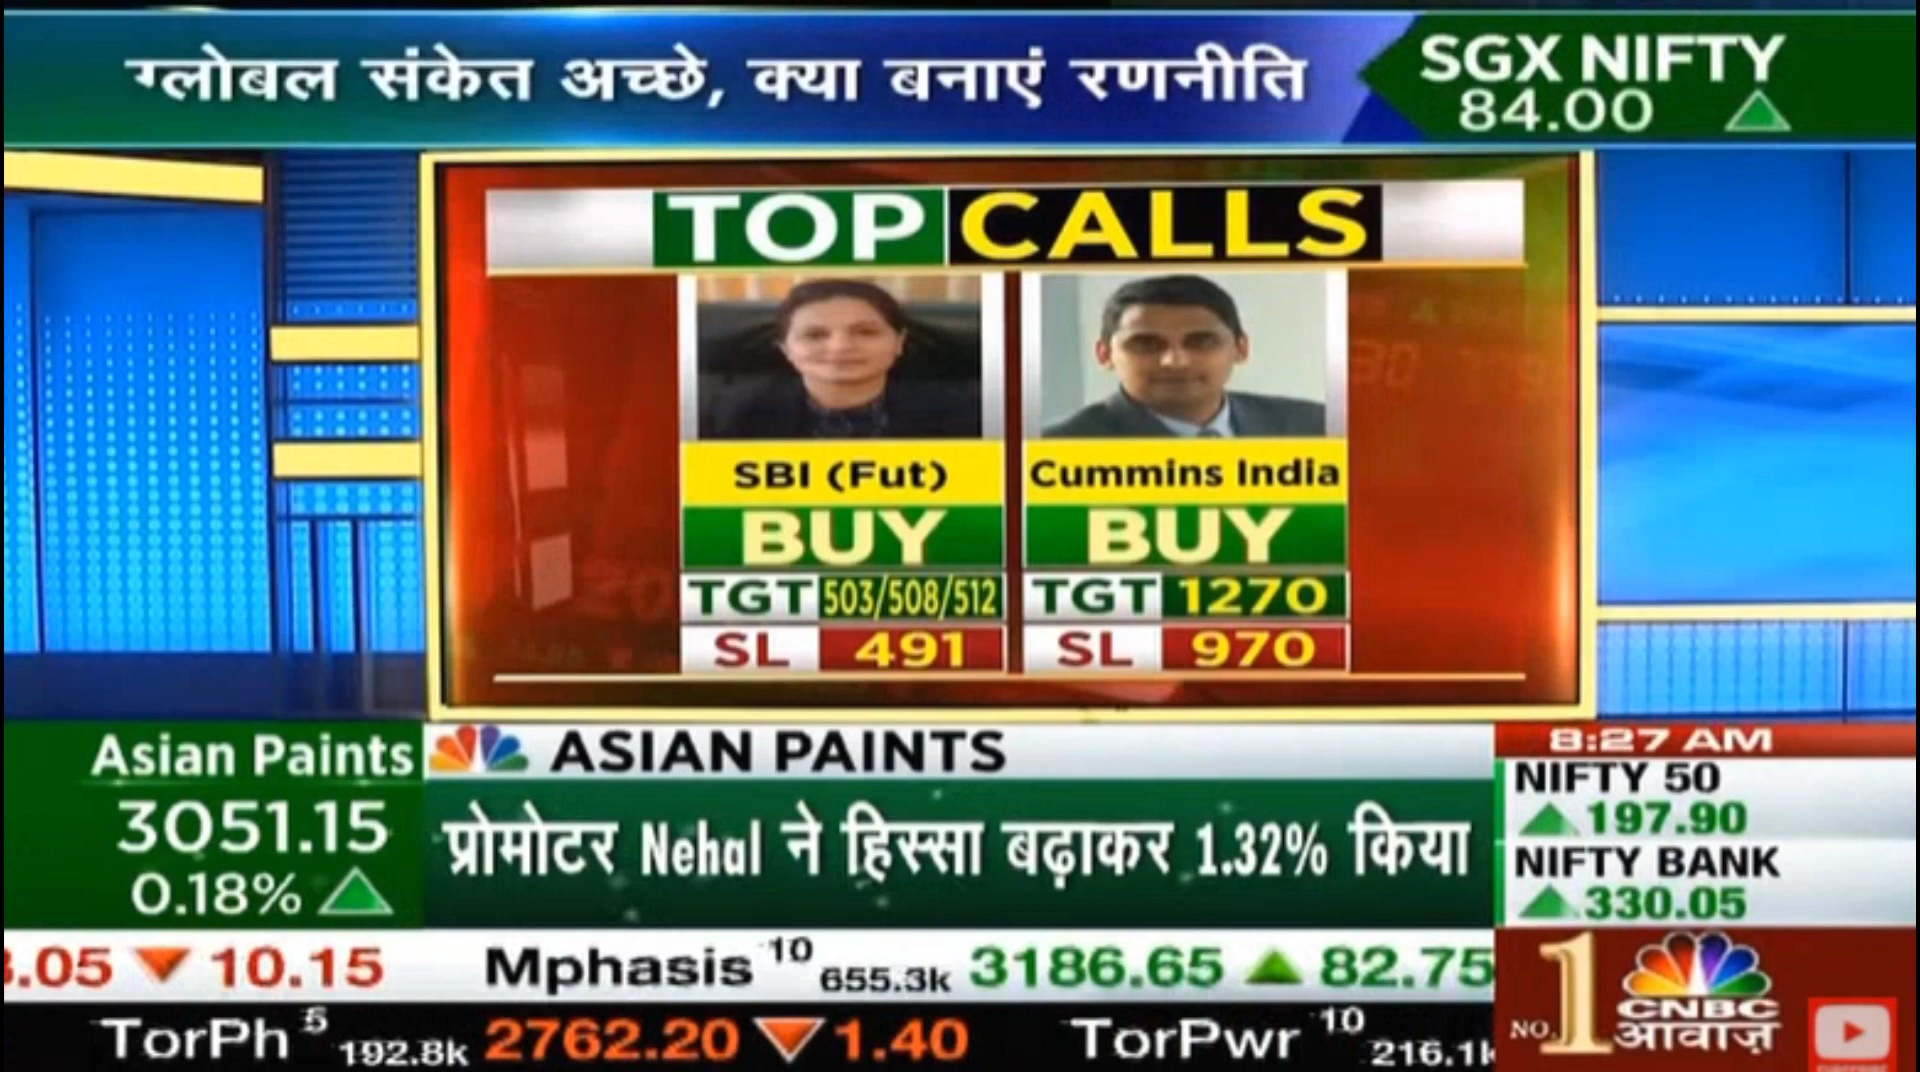 ग्लोबल संकेत अच्छे, क्या बनाएं रणनीति
SGX NIFTY
84.00
TOP CALLS
SBI (Fut)
BUY
TGT 503/508/512
SL 491
Cummins India
BUY
TGT 1270
SL 970
Asian Paints
3051.15
0.18%
ASIAN PAINTS
प्रोमोटर Nehal ने हिस्सा बढ़ाकर 1.32% किया
8:27 AM
NIFTY 50
197.90
NIFTY BANK
330.05
.05 10.15 Mphasis 10 655.3k 3186.65 82.75
TorPh 5 192.8k 2762.20 1.40 TorPwr 10 216.1k
NO. 1 CNBC
आवाज़